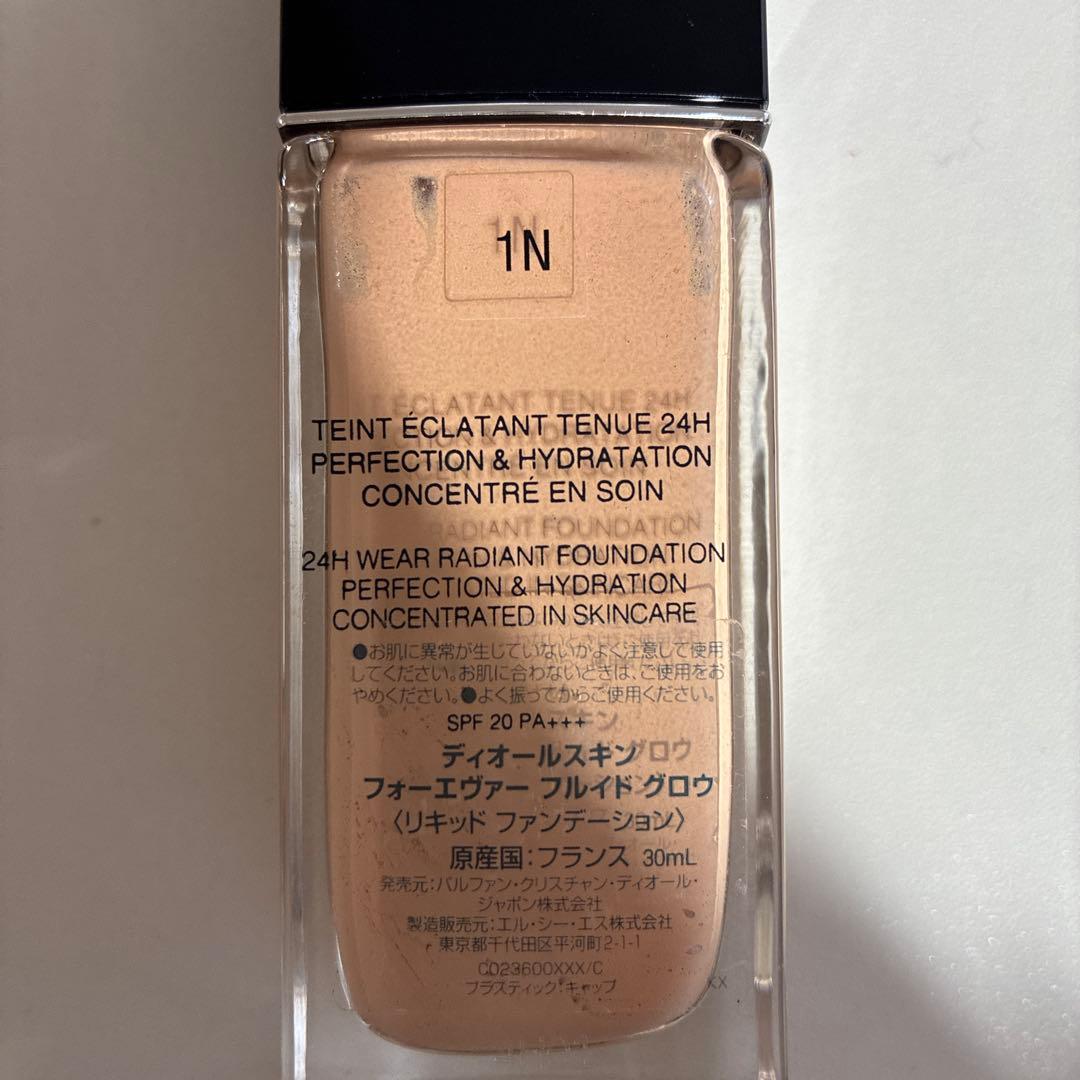 1N
TEINT ÉCLATANT TENUE 24H
PERFECTION & HYDRATATION
CONCENTRÉ EN SOIN
24H WEAR RADIANT FOUNDATION
PERFECTION & HYDRATION
CONCENTRATED IN SKINCARE
●お肌に異常が生じていないかよく注意して使用
してください。お肌に合わないときは、ご使用をお
やめください。●よく振ってからご使用ください。
SPF 20 PA+++
ディオールスキン
フォーエヴァー フルイド グロウ
〈リキッド ファンデーション〉
原産国:フランス 30mL
発売元:パルファン・クリスチャン・ディオール・
ジャポン株式会社
製造販売元:エル・シー・エス株式会社
東京都千代田区平河町2-1-1
CD23600XXX/C
プラスティック:キャップ